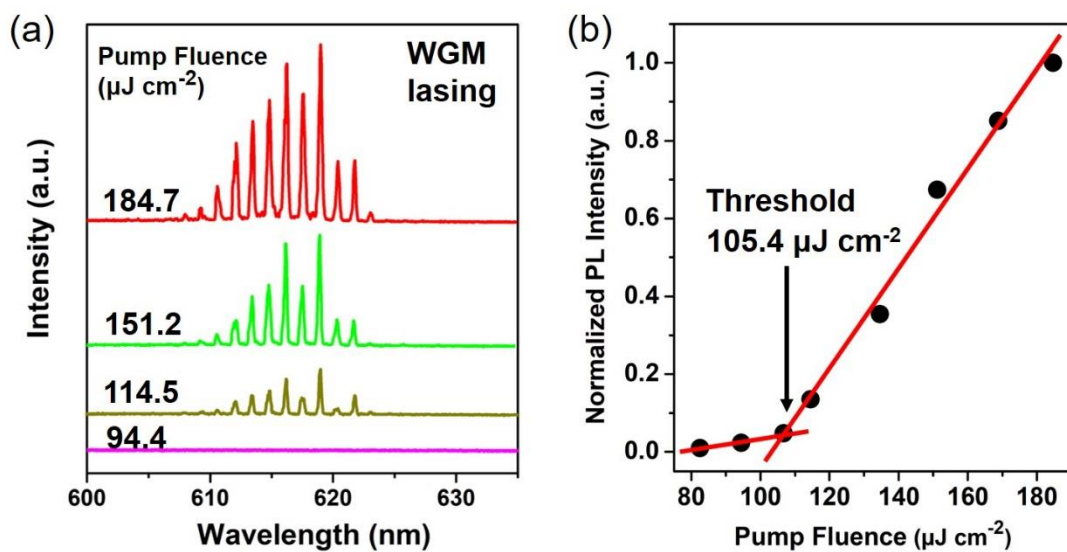 (a)
Pump Fluence
(µJ cm-2)
WGM
lasing
184.7
151.2
114.5
94.4
Intensity (a.u.)
600 610 620 630
Wavelength (nm)
(b)
Normalized PL Intensity (a.u.)
1.0
0.8
0.6
0.4
0.2
0.0
Threshold
105.4 µJ cm-2
80 100 120 140 160 180
Pump Fluence (µJ cm-2)